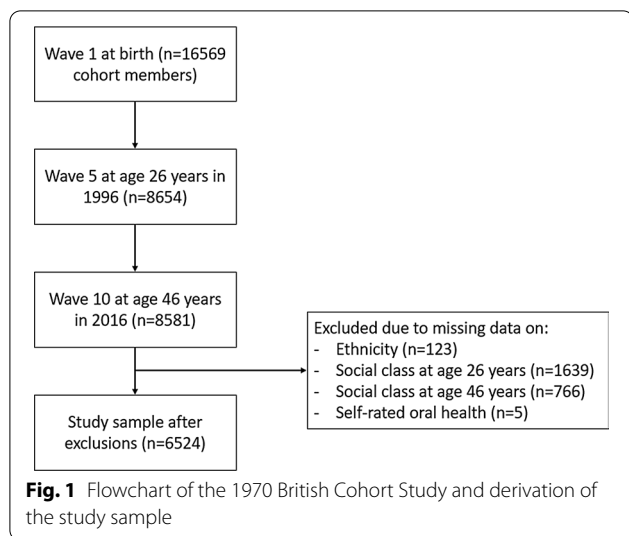 Wave 1 at birth (n=16569
cohort members)
Wave 5 at age 26 years in
1996 (n=8654)
Wave 10 at age 46 years
in 2016 (n=8581)
Excluded due to missing data on:
- Ethnicity (n=123)
- Social class at age 26 years (n=1639)
- Social class at age 46 years (n=766)
- Self-rated oral health (n=5)
Study sample after
exclusions (n=6524)
Fig. 1 Flowchart of the 1970 British Cohort Study and derivation of
the study sample